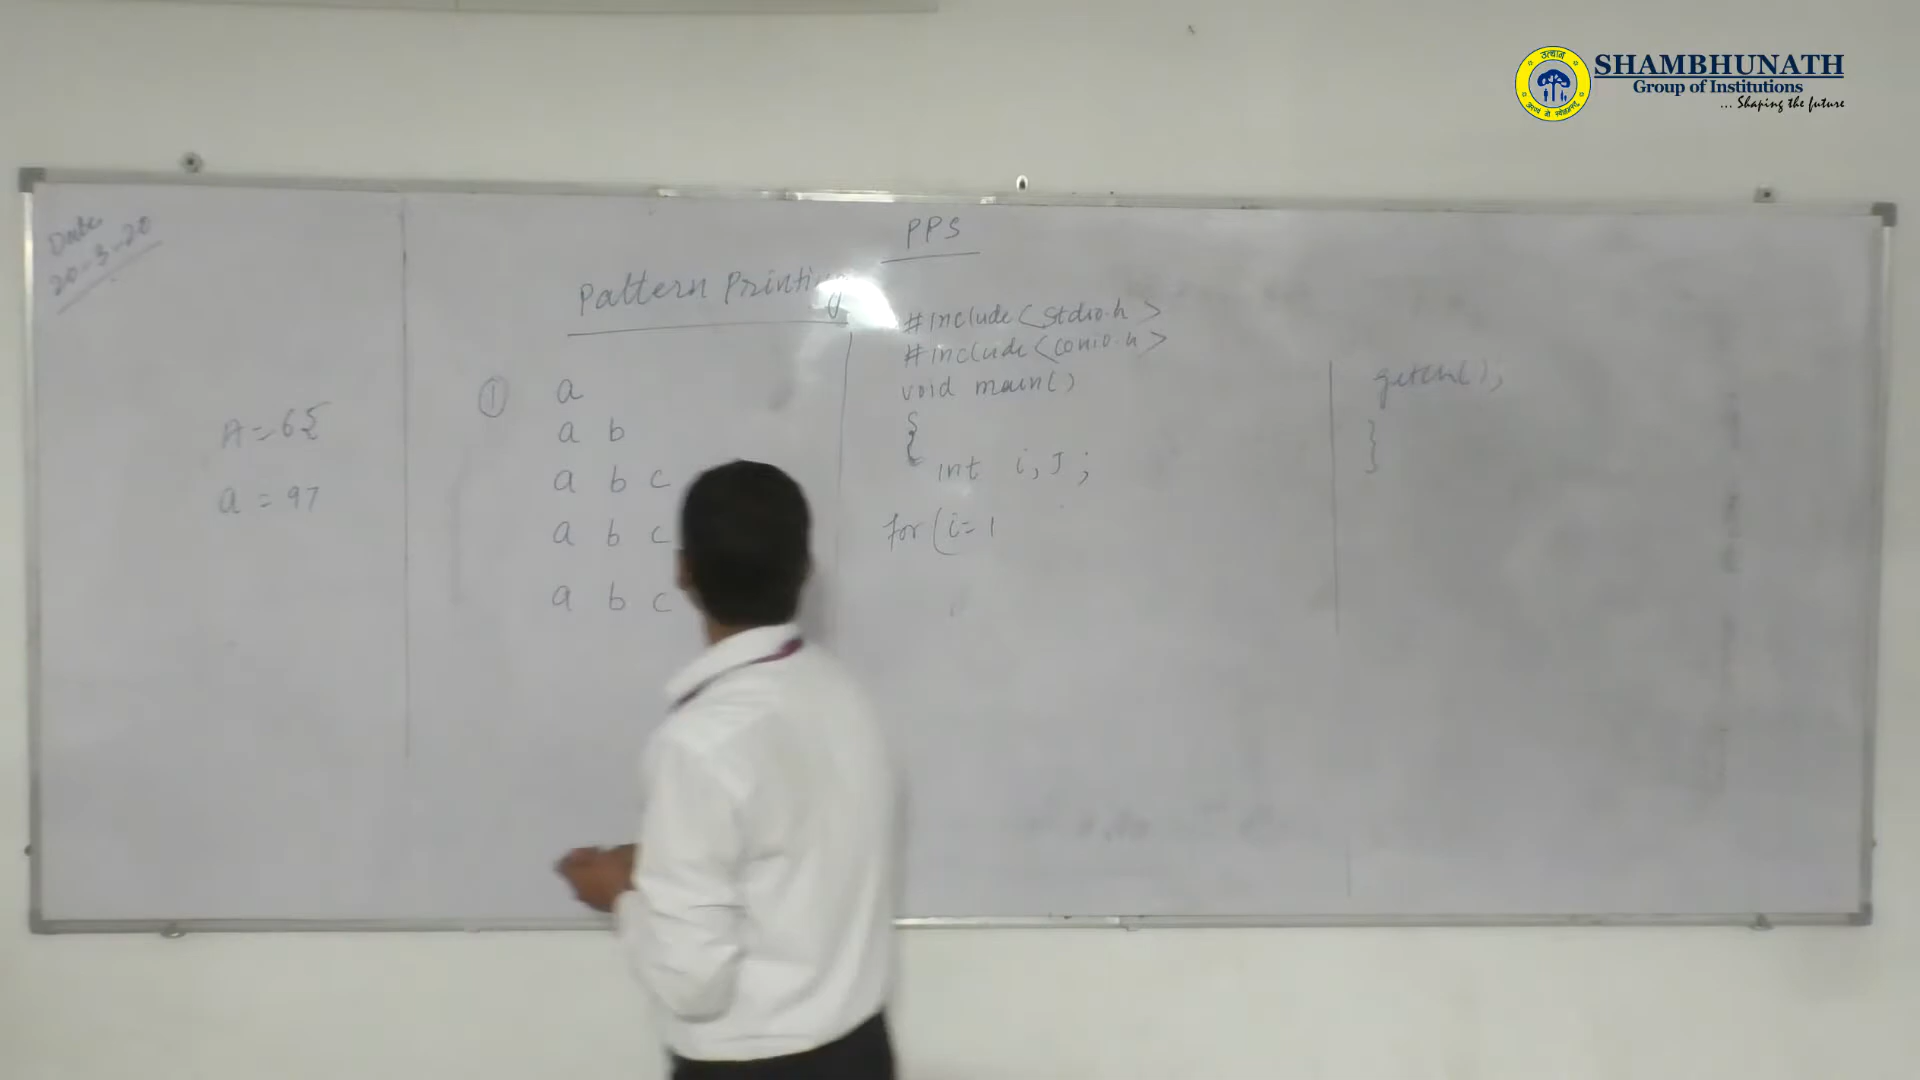 उत्थान
SHAMBHUNATH
Group of Institutions
... Shaping the future
Date
20-3-20
PPS
Pattern Printing
A = 65
a = 97
①
a
a b
a b c
a b c
a b c
#include<stdio.h>
#include<conio.h>
void main()
{
int i, J ;
for (i= 1
getch();
}